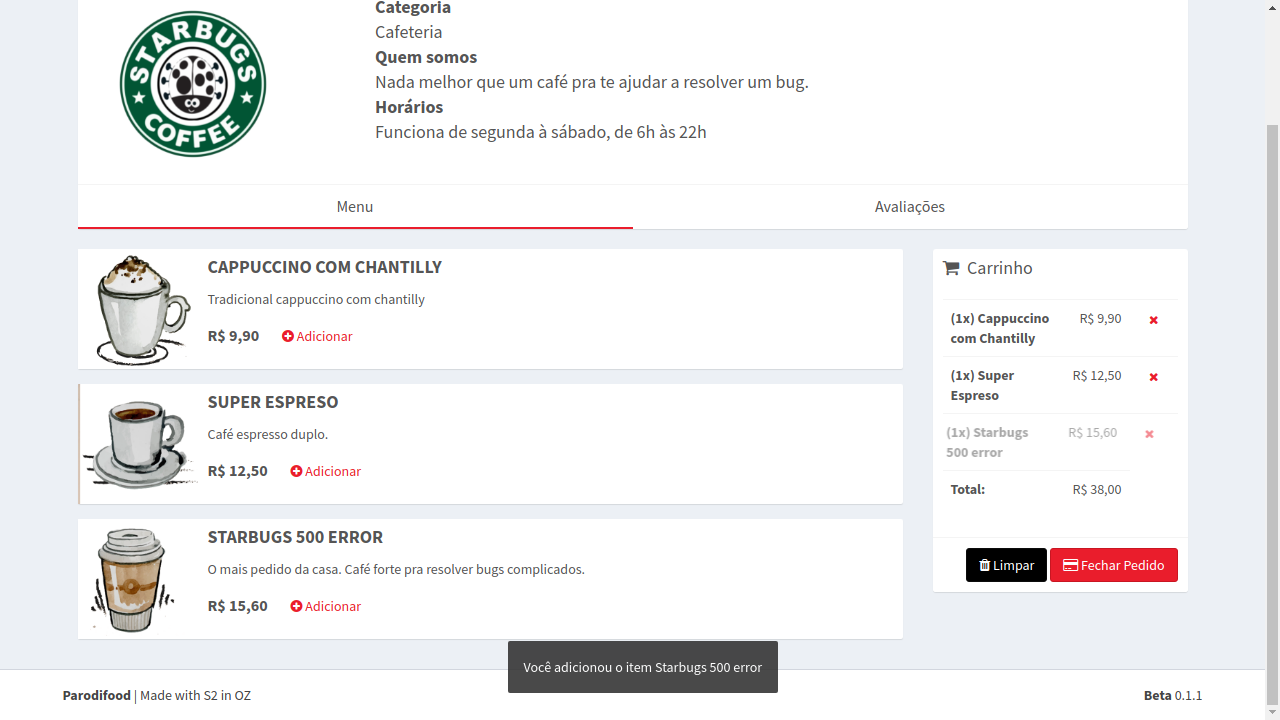 STARBUGS
COFFEE
Categoria
Cafeteria
Quem somos
Nada melhor que um café pra te ajudar a resolver um bug.
Horários
Funciona de segunda à sábado, de 6h às 22h
Menu
Avaliações
CAPPUCCINO COM CHANTILLY
Tradicional cappuccino com chantilly
R$ 9,90 Adicionar
SUPER ESPRESO
Café espresso duplo.
R$ 12,50 Adicionar
STARBUGS 500 ERROR
O mais pedido da casa. Café forte pra resolver bugs complicados.
R$ 15,60 Adicionar
Carrinho
(1x) Cappuccino R$ 9,90
com Chantilly
(1x) Super R$ 12,50
Espreso
(1x) Starbugs R$ 15,60
500 error
Total: R$ 38,00
Limpar Fechar Pedido
Você adicionou o item Starbugs 500 error
Parodifood | Made with S2 in OZ
Beta 0.1.1